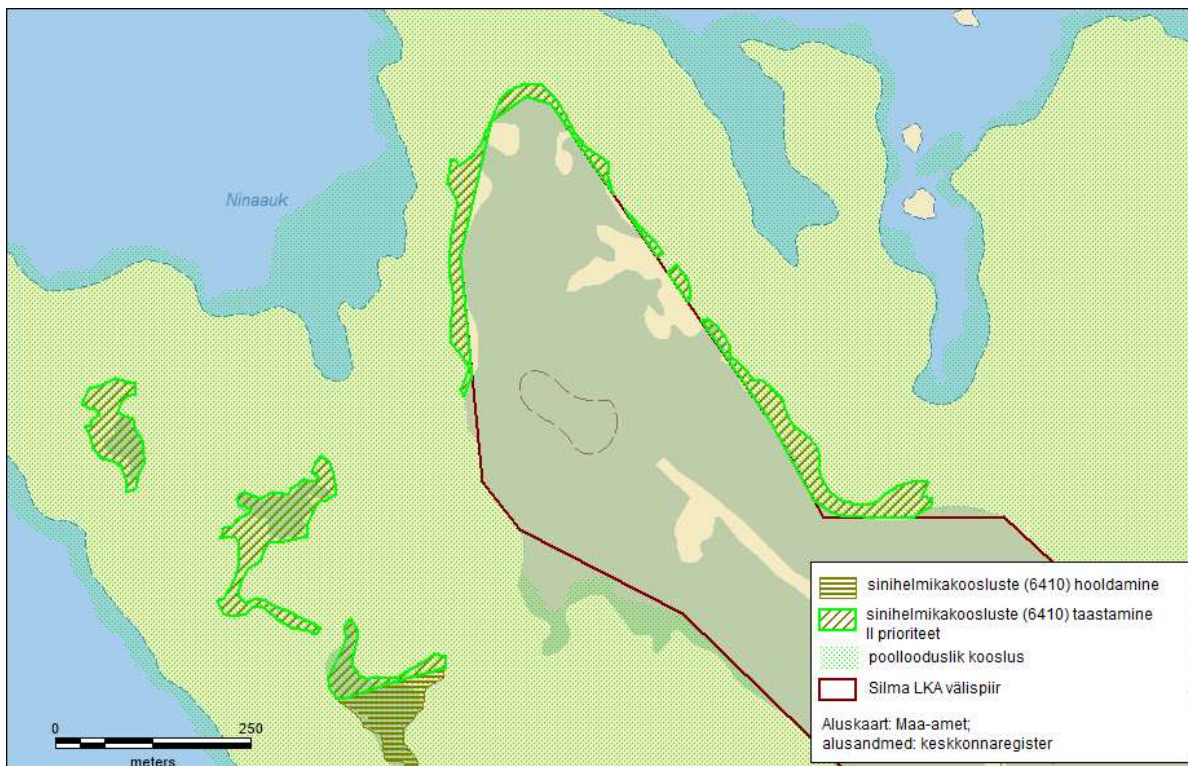 Ninaauk
sinihelmikakoosluste (6410) hooldamine
sinihelmikakoosluste (6410) taastamine
II prioriteet
poollooduslik kooslus
Silma LKA välispiir
Aluskaart: Maa-amet;
alusandmed: keskkonnaregister
0 250
meters